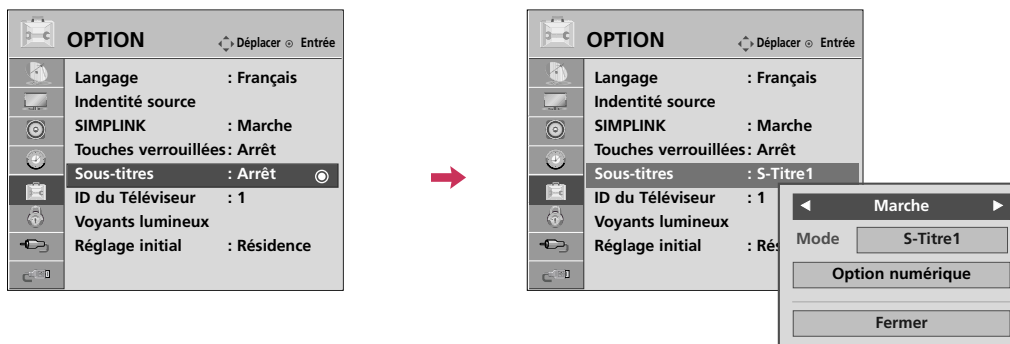 OPTION Déplacer Entrée
Langage : Français
Indentité source
SIMPLINK : Marche
Touches verrouillées: Arrêt
Sous-titres : Arrêt
ID du Téléviseur : 1
Voyants lumineux
Réglage initial : Résidence
OPTION Déplacer Entrée
Langage : Français
Indentité source
SIMPLINK : Marche
Touches verrouillées: Arrêt
Sous-titres : S-Titre1
ID du Téléviseur : 1
Voyants lumineux
Réglage initial : Rés
Marche
Mode S-Titre1
Option numérique
Fermer